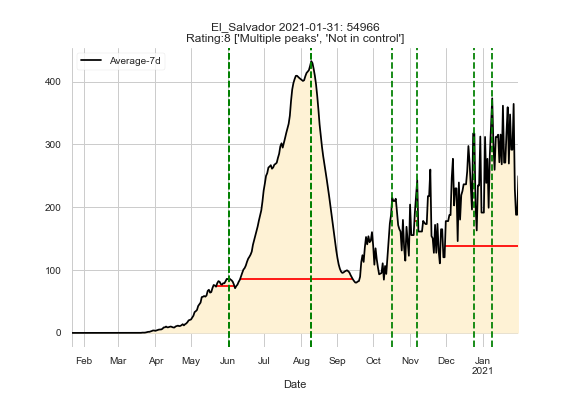 El_Salvador 2021-01-31: 54966
Rating:8 ['Multiple peaks', 'Not in control']
Average-7d
400
300
200
100
0
Feb Mar Apr May Jun Jul Aug Sep Oct Nov Dec Jan
2021
Date